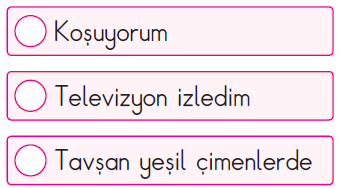 Koşuyorum
Televizyon izledim
Tavşan yeşil çimenlerde